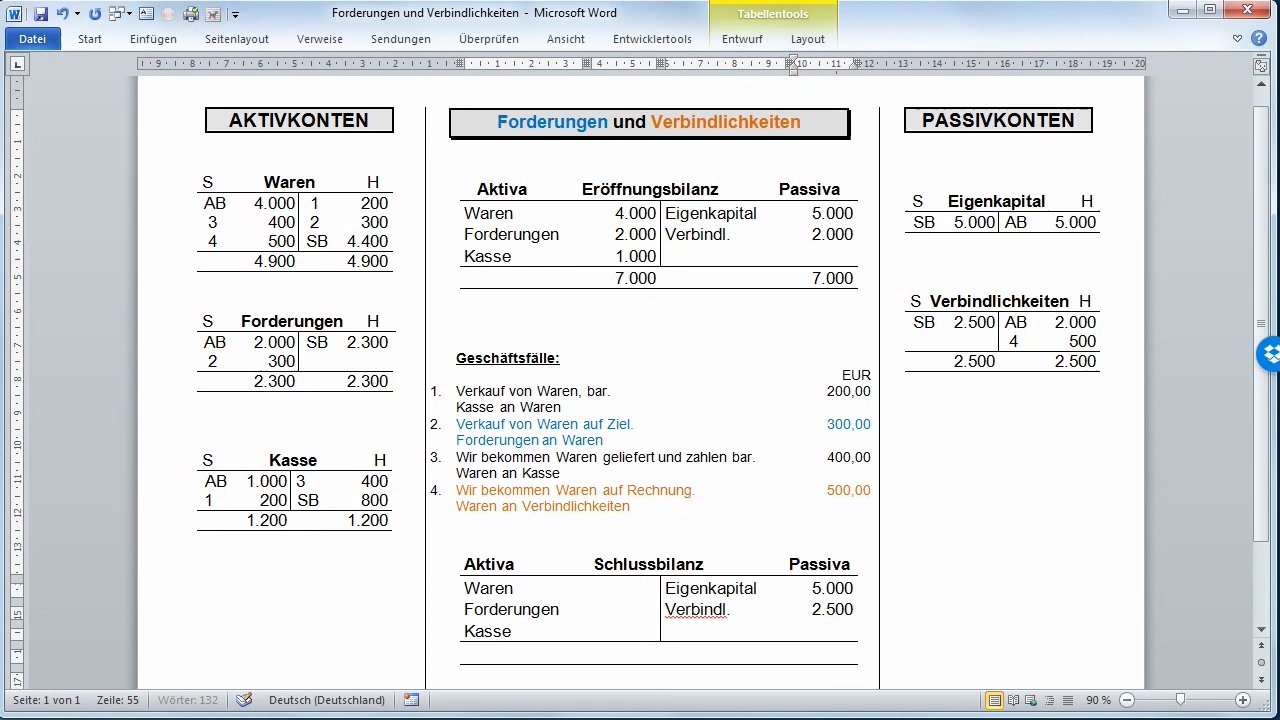 Forderungen und Verbindlichkeiten - Microsoft Word
Tabellentools
Datei Start Einfügen Seitenlayout Verweise Sendungen Überprüfen Ansicht Entwicklertools Entwurf Layout
AKTIVKONTEN
S Waren H
AB 4.000 1 200
3 400 2 300
4 500 SB 4.400
4.900 4.900
S Forderungen H
AB 2.000 SB 2.300
2 300
2.300 2.300
S Kasse H
AB 1.000 3 400
1 200 SB 800
1.200 1.200
Forderungen und Verbindlichkeiten
Aktiva Eröffnungsbilanz Passiva
Waren 4.000 Eigenkapital 5.000
Forderungen 2.000 Verbindl. 2.000
Kasse 1.000
7.000 7.000
Geschäftsfälle:
EUR
1. Verkauf von Waren, bar. 200,00
Kasse an Waren
2. Verkauf von Waren auf Ziel. 300,00
Forderungen an Waren
3. Wir bekommen Waren geliefert und zahlen bar. 400,00
Waren an Kasse
4. Wir bekommen Waren auf Rechnung. 500,00
Waren an Verbindlichkeiten
Aktiva Schlussbilanz Passiva
Waren Eigenkapital 5.000
Forderungen Verbindl. 2.500
Kasse
PASSIVKONTEN
S Eigenkapital H
SB 5.000 AB 5.000
S Verbindlichkeiten H
SB 2.500 AB 2.000
4 500
2.500 2.500
Seite: 1 von 1 Zeile: 55 Wörter: 132 Deutsch (Deutschland) 90 %